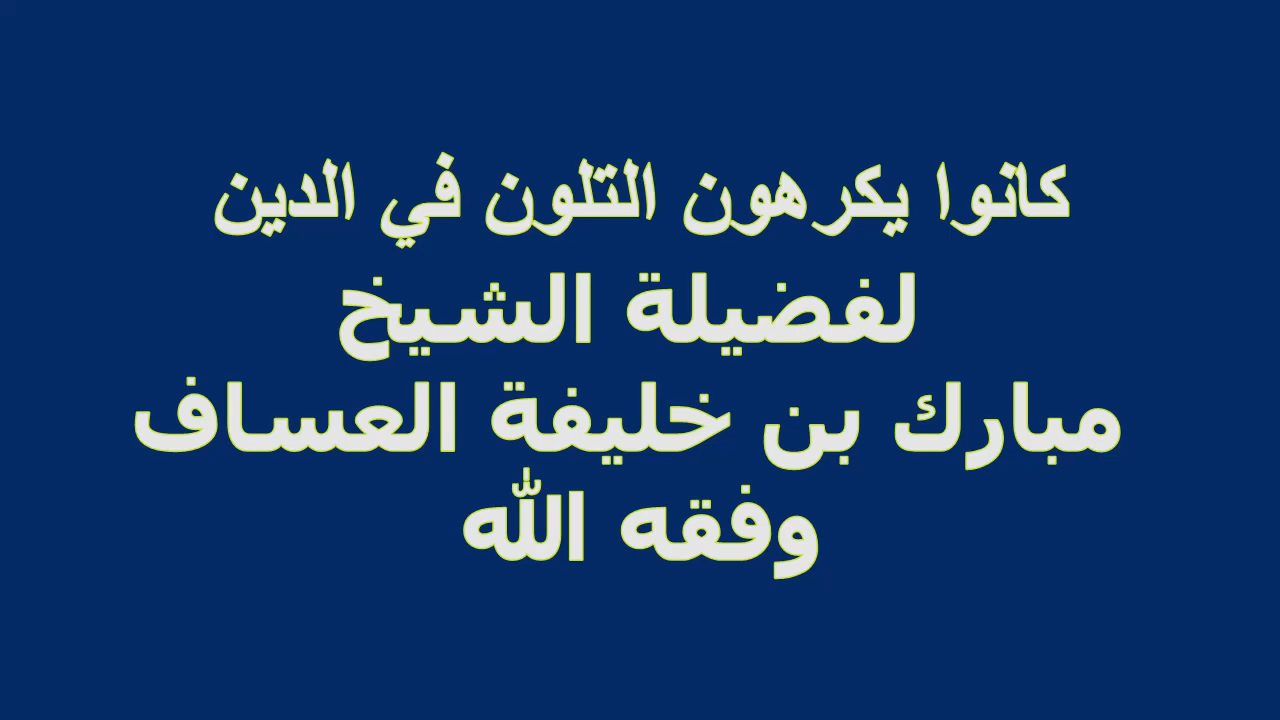 كانوا يكرهون التلون في الدين
لفضيلة الشيخ
مبارك بن خليفة العساف
وفقه الله